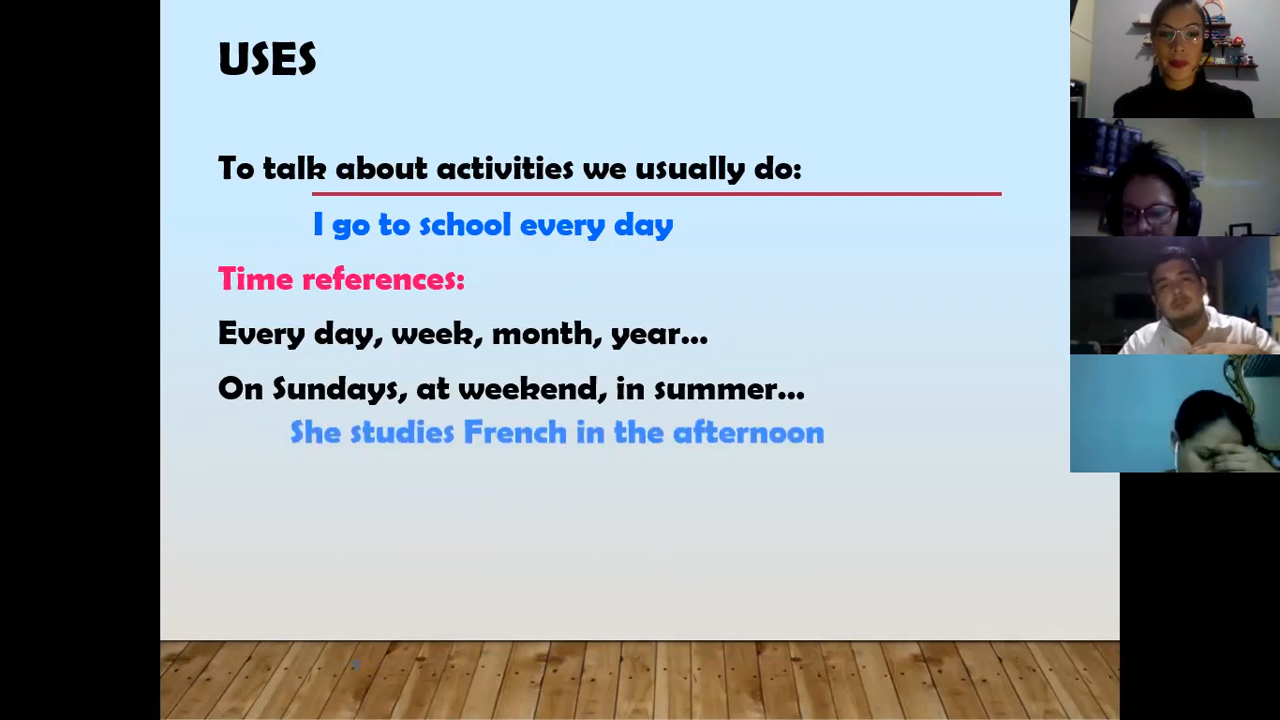 USES
To talk about activities we usually do:
I go to school every day
Time references:
Every day, week, month, year...
On Sundays, at weekend, in summer...
She studies French in the afternoon